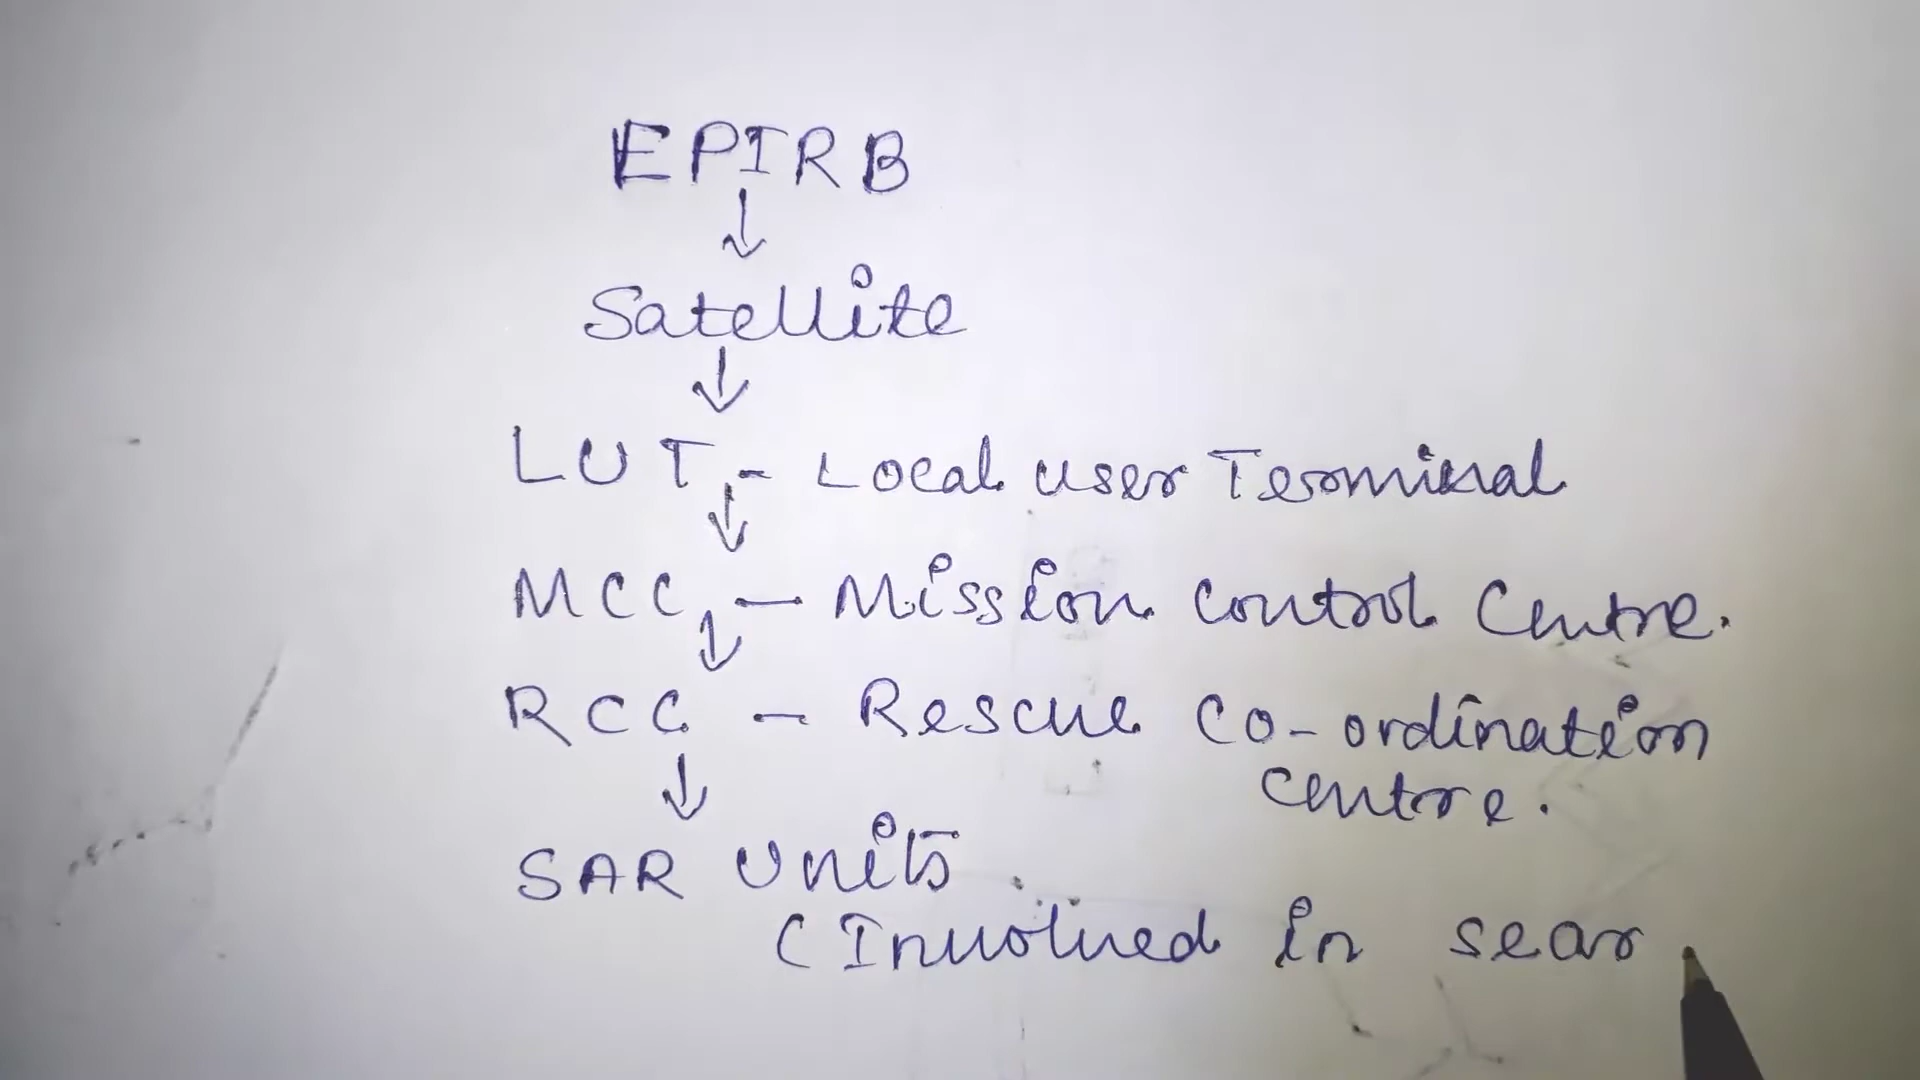 EPIRB
Satellite
LUT - Local user Terminal
MCC - Mission Control Centre.
RCC - Rescue Co-ordination
centre.
SAR Units
(Involved in sear